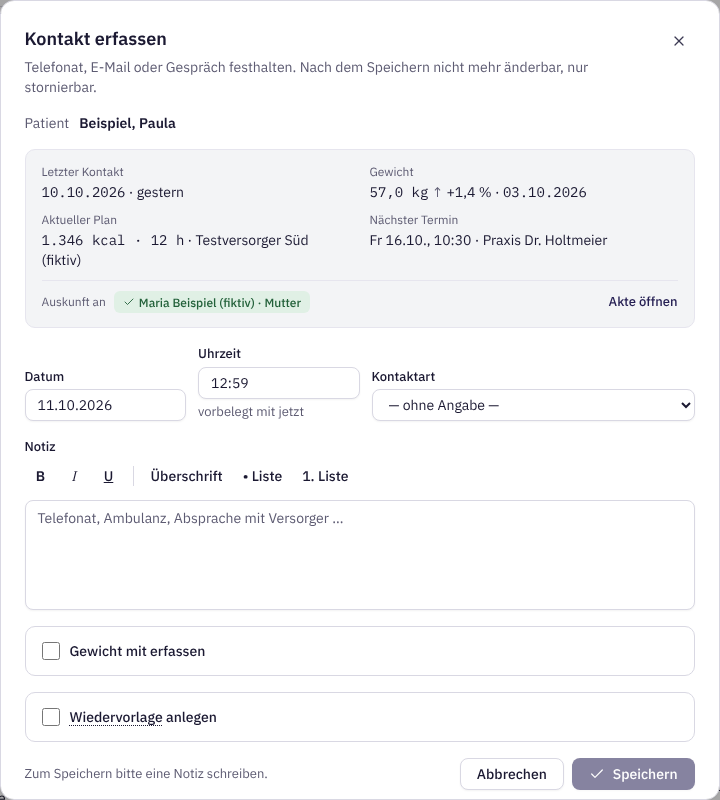 Kontakt erfassen
Telefonat, E-Mail oder Gespräch festhalten. Nach dem Speichern nicht mehr änderbar, nur
stornierbar.
Patient Beispiel, Paula
Letzter Kontakt
10.10.2026 · gestern
Gewicht
57,0 kg ↑ +1,4 % · 03.10.2026
Aktueller Plan
1.346 kcal · 12 h · Testversorger Süd
(fiktiv)
Nächster Termin
Fr 16.10., 10:30 · Praxis Dr. Holtmeier
Auskunft an ✓ Maria Beispiel (fiktiv) · Mutter
Akte öffnen
Datum
11.10.2026
Uhrzeit
12:59
vorbelegt mit jetzt
Kontaktart
— ohne Angabe —
Notiz
B I U Überschrift • Liste 1. Liste
Telefonat, Ambulanz, Absprache mit Versorger ...
Gewicht mit erfassen
Wiedervorlage anlegen
Zum Speichern bitte eine Notiz schreiben.
Abbrechen
✓ Speichern